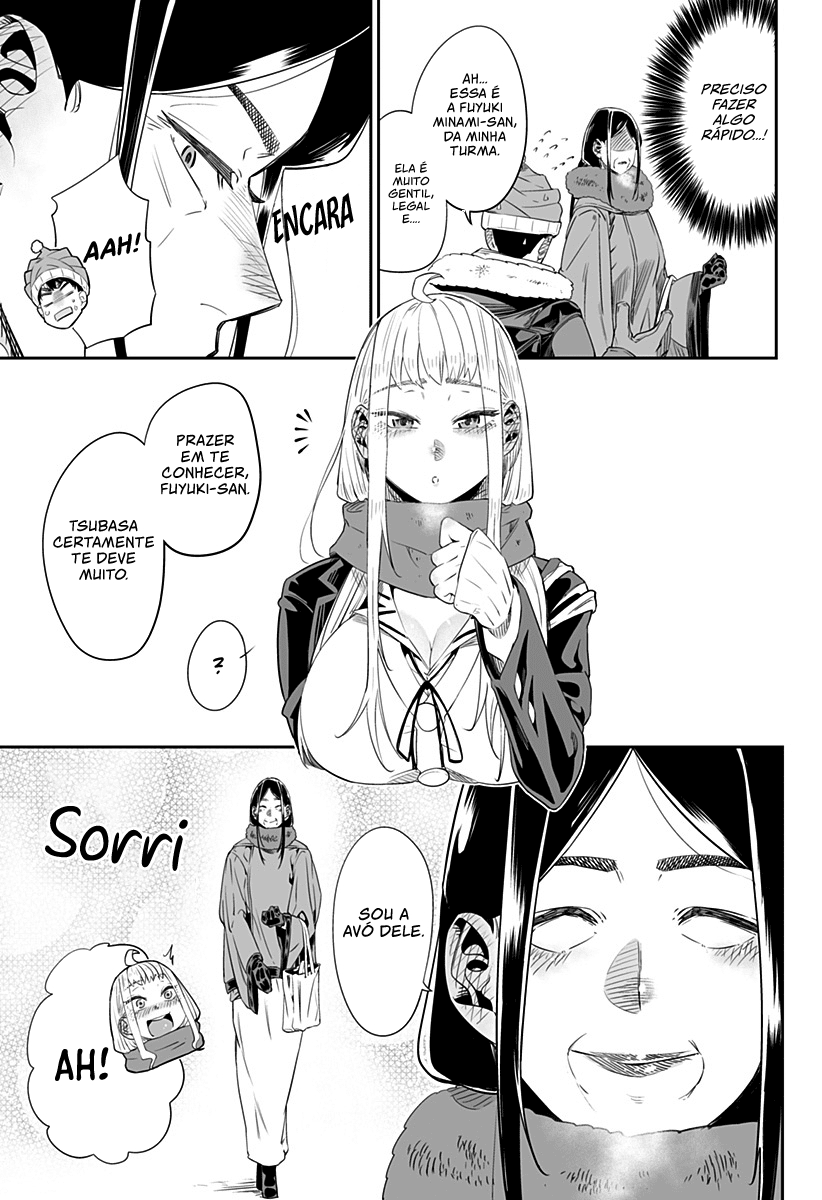 PRECISO
FAZER
ALGO
RÁPIDO...!
AH...
ESSA É
A FUYUKI
MINAMI-SAN,
DA MINHA
TURMA.
ELA É
MUITO
GENTIL,
LEGAL
E....
ENCARA
AAH!
PRAZER
EM TE
CONHECER,
FUYUKI-SAN.
TSUBASA
CERTAMENTE
TE DEVE
MUITO.
?
SOU A
AVÓ DELE.
Sorri
AH!